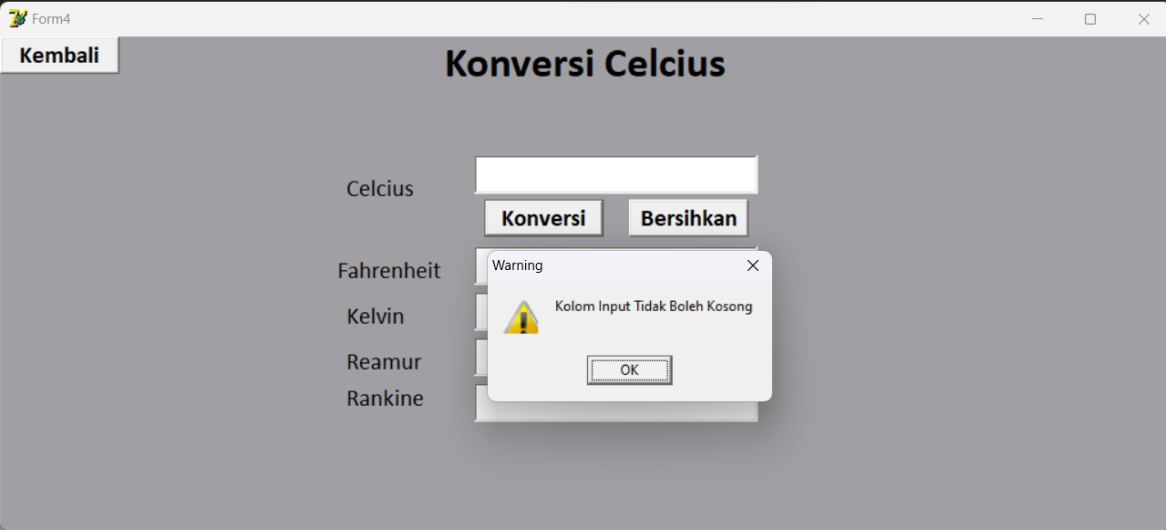 Form4
Kembali
Konversi Celcius
Celcius
Konversi
Bersihkan
Fahrenheit
Kelvin
Reamur
Rankine
Warning
Kolom Input Tidak Boleh Kosong
OK